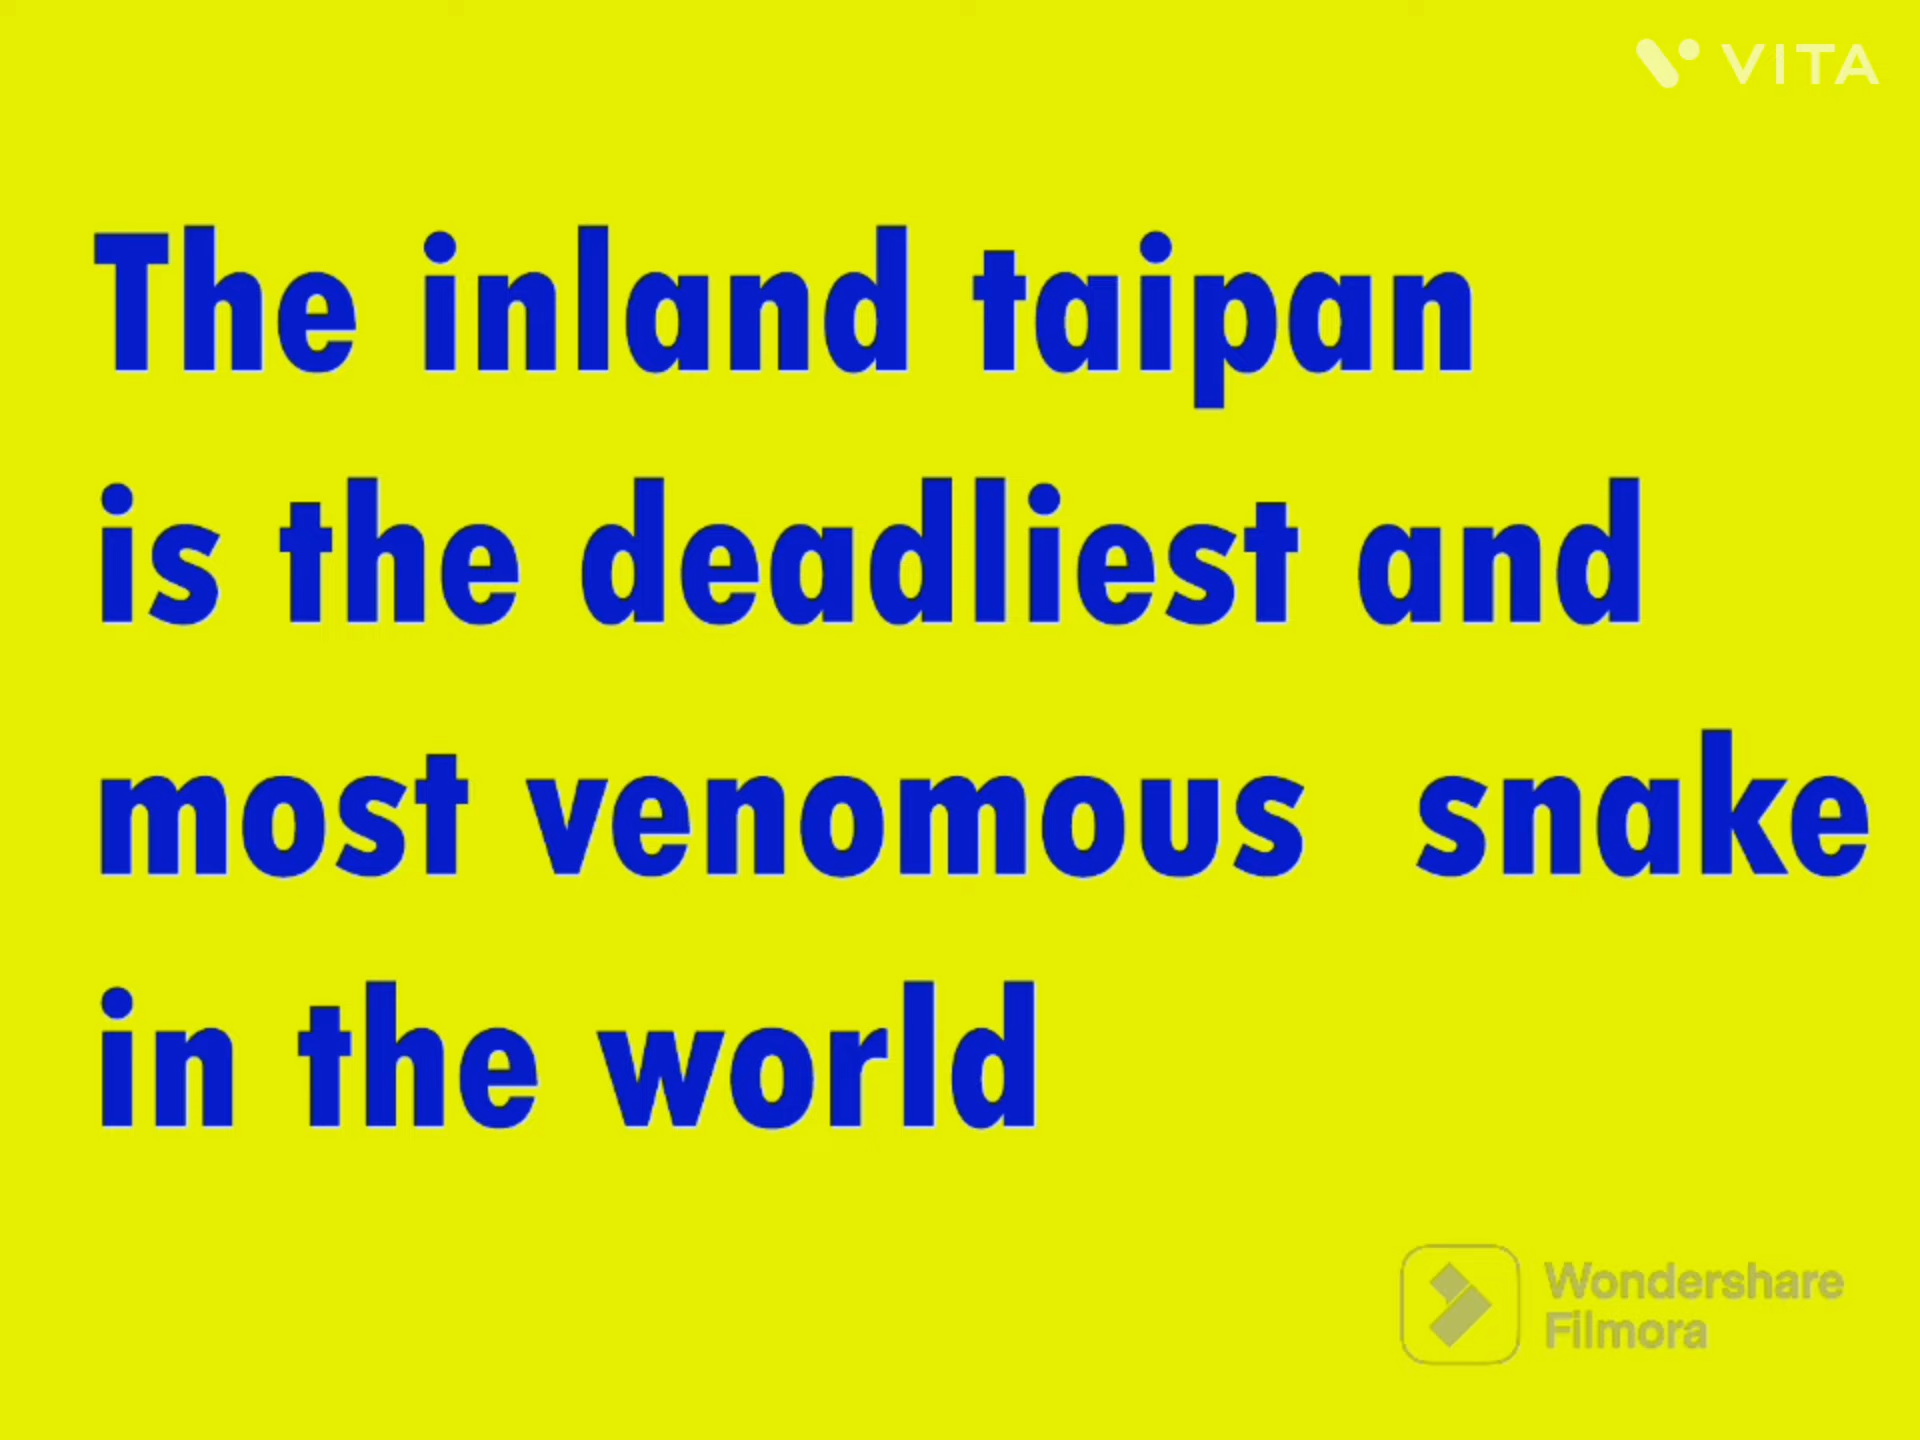 VITA
The inland taipan
is the deadliest and
most venomous  snake
in the world
Wondershare
Filmora